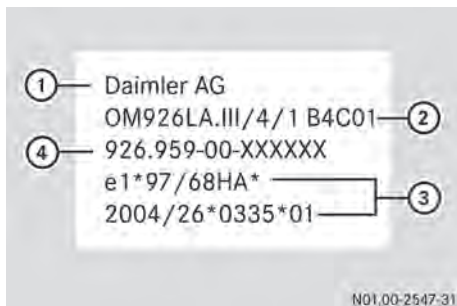 1 Daimler AG
OM926LA.III/4/1 B4C01 2
4 926.959-00-XXXXXX
e1*97/68HA*
3
2004/26*0335*01
N01.00-2547-31